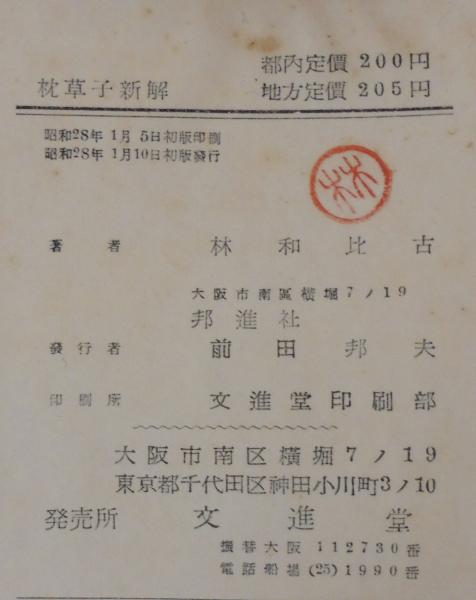 都内定價 200円
枕草子新解
地方定價 205円
昭和28年 1月 5日初版印刷
昭和28年 1月10日初版發行
林
著者 林和比古
大阪市南區横堀7ノ19
邦進社
發行者 前田邦夫
印刷所 文進堂印刷部
大阪市南区横堀7ノ19
東京都千代田区神田小川町3ノ10
発売所 文進堂
振替大阪 112730番
電話船場 (25) 1990番